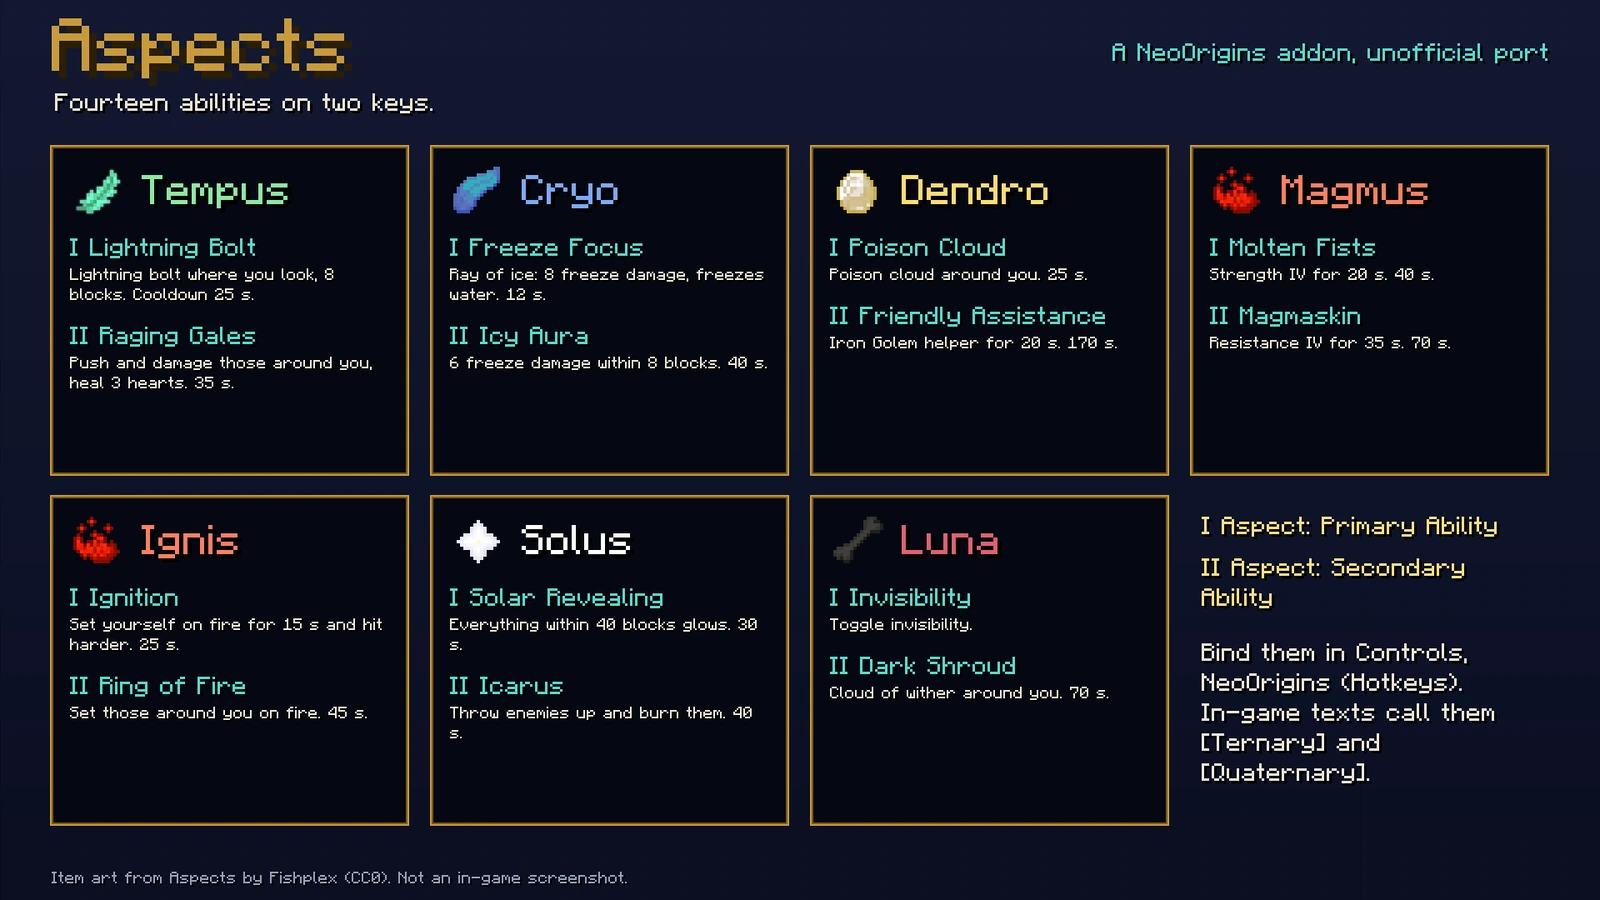 Aspects
A NeoOrigins addon, unofficial port
Fourteen abilities on two keys.
Tempus
I Lightning Bolt
Lightning bolt where you look, 8
blocks. Cooldown 25 s.
II Raging Gales
Push and damage those around you,
heal 3 hearts. 35 s.
Cryo
I Freeze Focus
Ray of ice: 8 freeze damage, freezes
water. 12 s.
II Icy Aura
6 freeze damage within 8 blocks. 40 s.
Dendro
I Poison Cloud
Poison cloud around you. 25 s.
II Friendly Assistance
Iron Golem helper for 20 s. 170 s.
Magmus
I Molten Fists
Strength IV for 20 s. 40 s.
II Magmaskin
Resistance IV for 35 s. 70 s.
Ignis
I Ignition
Set yourself on fire for 15 s and hit
harder. 25 s.
II Ring of Fire
Set those around you on fire. 45 s.
Solus
I Solar Revealing
Everything within 40 blocks glows. 30
s.
II Icarus
Throw enemies up and burn them. 40
s.
Luna
I Invisibility
Toggle invisibility.
II Dark Shroud
Cloud of wither around you. 70 s.
I Aspect: Primary Ability
II Aspect: Secondary
Ability
Bind them in Controls,
NeoOrigins (Hotkeys).
In-game texts call them
[Ternary] and
[Quaternary].
Item art from Aspects by Fishplex (CC0). Not an in-game screenshot.